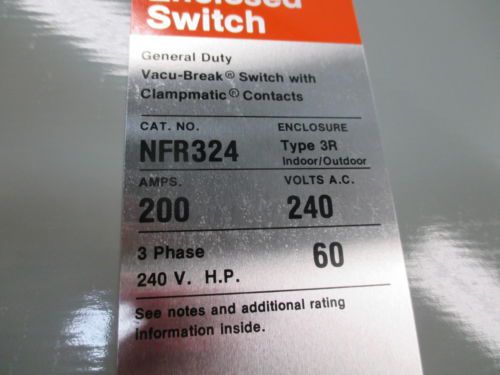 Enclosed
Switch
General Duty
Vacu-Break® Switch with
Clampmatic® Contacts
CAT. NO. ENCLOSURE
NFR324 Type 3R
Indoor/Outdoor
AMPS. VOLTS A.C.
200 240
3 Phase 60
240 V. H.P.
See notes and additional rating
information inside.